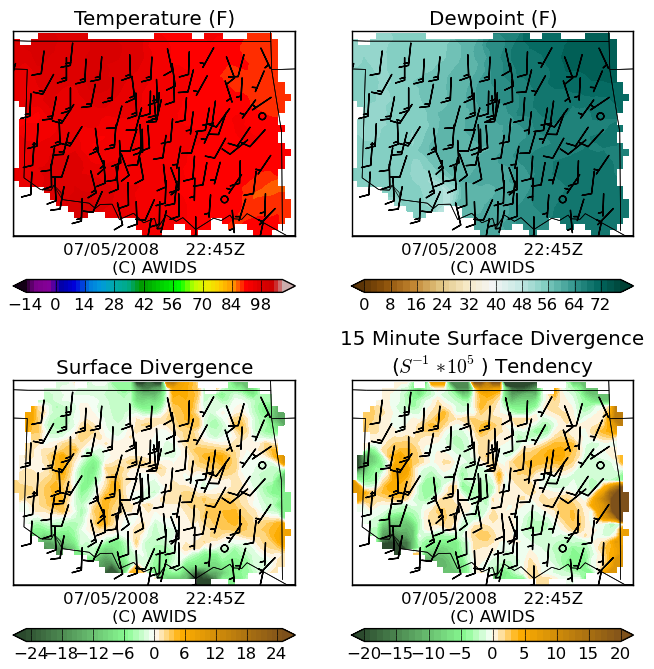 Temperature (F)
Dewpoint (F)
07/05/2008 22:45Z
(C) AWIDS
−14 0 14 28 42 56 70 84 98
07/05/2008 22:45Z
(C) AWIDS
0 8 16 24 32 40 48 56 64 72
Surface Divergence
15 Minute Surface Divergence
(S⁻¹ *10⁵ ) Tendency
07/05/2008 22:45Z
(C) AWIDS
−24 −18 −12 −6 0 6 12 18 24
07/05/2008 22:45Z
(C) AWIDS
−20 −15 −10 −5 0 5 10 15 20